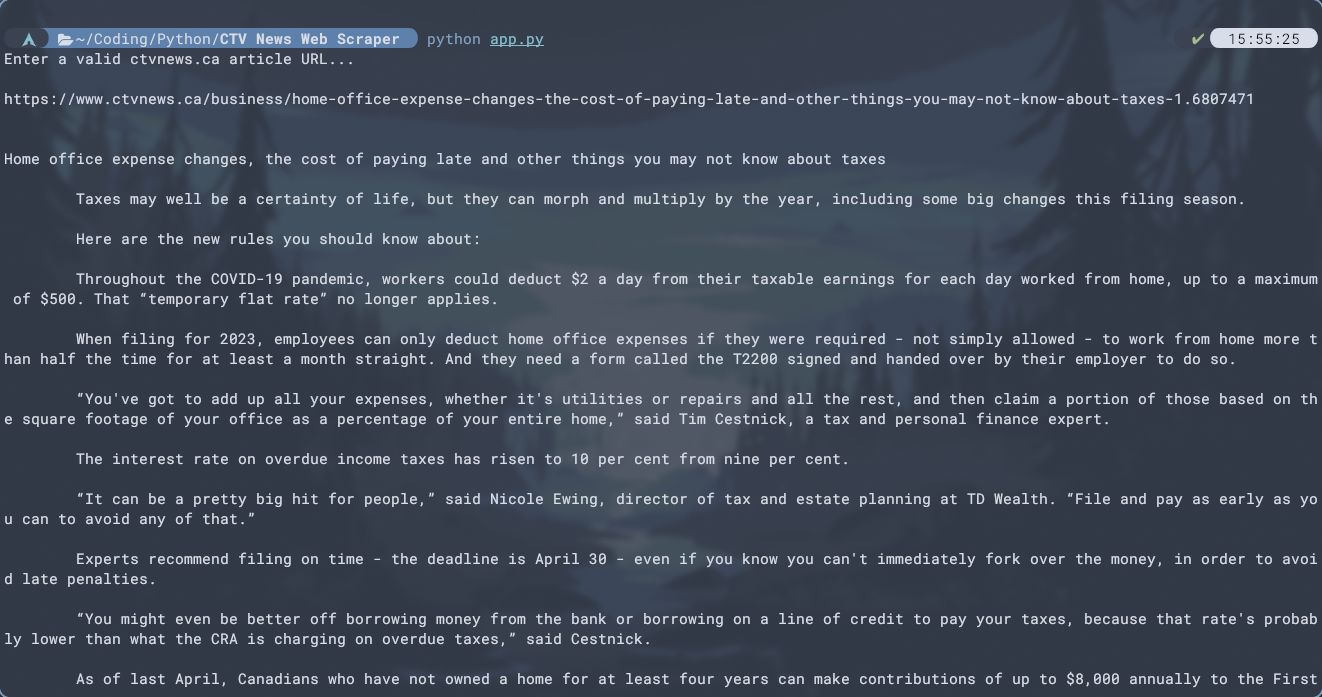 ~/Coding/Python/CTV News Web Scraper python app.py ✔ 15:55:25
Enter a valid ctvnews.ca article URL...
https://www.ctvnews.ca/business/home-office-expense-changes-the-cost-of-paying-late-and-other-things-you-may-not-know-about-taxes-1.6807471
Home office expense changes, the cost of paying late and other things you may not know about taxes
Taxes may well be a certainty of life, but they can morph and multiply by the year, including some big changes this filing season.
Here are the new rules you should know about:
Throughout the COVID-19 pandemic, workers could deduct $2 a day from their taxable earnings for each day worked from home, up to a maximum
of $500. That “temporary flat rate” no longer applies.
When filing for 2023, employees can only deduct home office expenses if they were required - not simply allowed - to work from home more t
han half the time for at least a month straight. And they need a form called the T2200 signed and handed over by their employer to do so.
“You've got to add up all your expenses, whether it's utilities or repairs and all the rest, and then claim a portion of those based on th
e square footage of your office as a percentage of your entire home,” said Tim Cestnick, a tax and personal finance expert.
The interest rate on overdue income taxes has risen to 10 per cent from nine per cent.
“It can be a pretty big hit for people,” said Nicole Ewing, director of tax and estate planning at TD Wealth. “File and pay as early as yo
u can to avoid any of that.”
Experts recommend filing on time - the deadline is April 30 - even if you know you can't immediately fork over the money, in order to avoi
d late penalties.
“You might even be better off borrowing money from the bank or borrowing on a line of credit to pay your taxes, because that rate's probab
ly lower than what the CRA is charging on overdue taxes,” said Cestnick.
As of last April, Canadians who have not owned a home for at least four years can make contributions of up to $8,000 annually to the First